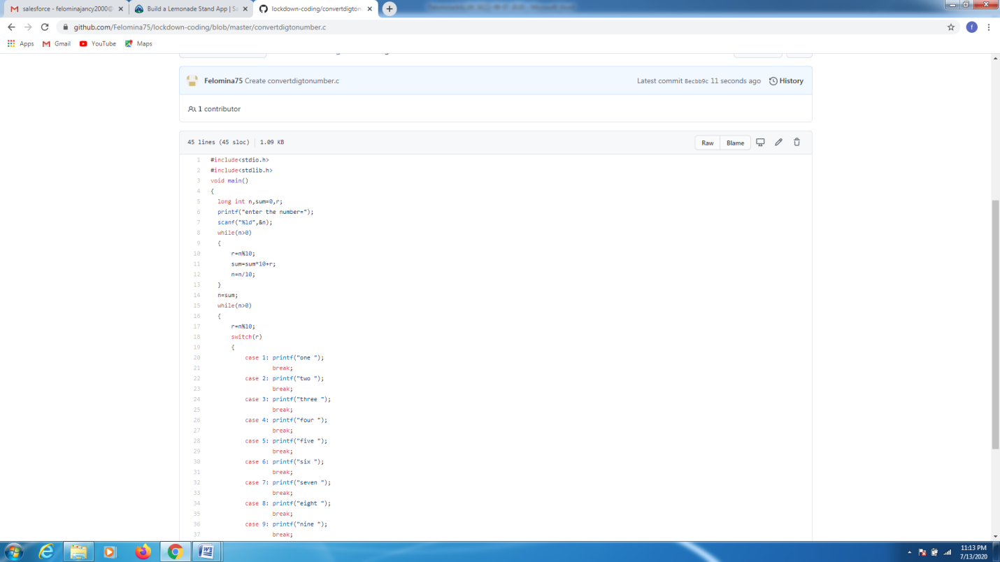 salesforce - felominajancy2000@
Build a Lemonade Stand App | Sa
lockdown-coding/convertdigton
github.com/Felomina75/lockdown-coding/blob/master/convertdigtonumber.c
f
Apps Gmail YouTube Maps
Felomina75 Create convertdigtonumber.c
Latest commit 8ecbb9c 11 seconds ago History
1 contributor
45 lines (45 sloc) 1.09 KB
Raw Blame
1 #include<stdio.h>
2 #include<stdlib.h>
3 void main()
4 {
5 long int n,sum=0,r;
6 printf("enter the number=");
7 scanf("%ld",&n);
8 while(n>0)
9 {
10 r=n%10;
11 sum=sum*10+r;
12 n=n/10;
13 }
14 n=sum;
15 while(n>0)
16 {
17 r=n%10;
18 switch(r)
19 {
20 case 1: printf("one ");
21 break;
22 case 2: printf("two ");
23 break;
24 case 3: printf("three ");
25 break;
26 case 4: printf("four ");
27 break;
28 case 5: printf("five ");
29 break;
30 case 6: printf("six ");
31 break;
32 case 7: printf("seven ");
33 break;
34 case 8: printf("eight ");
35 break;
36 case 9: printf("nine ");
37 break;
11:13 PM
7/13/2020